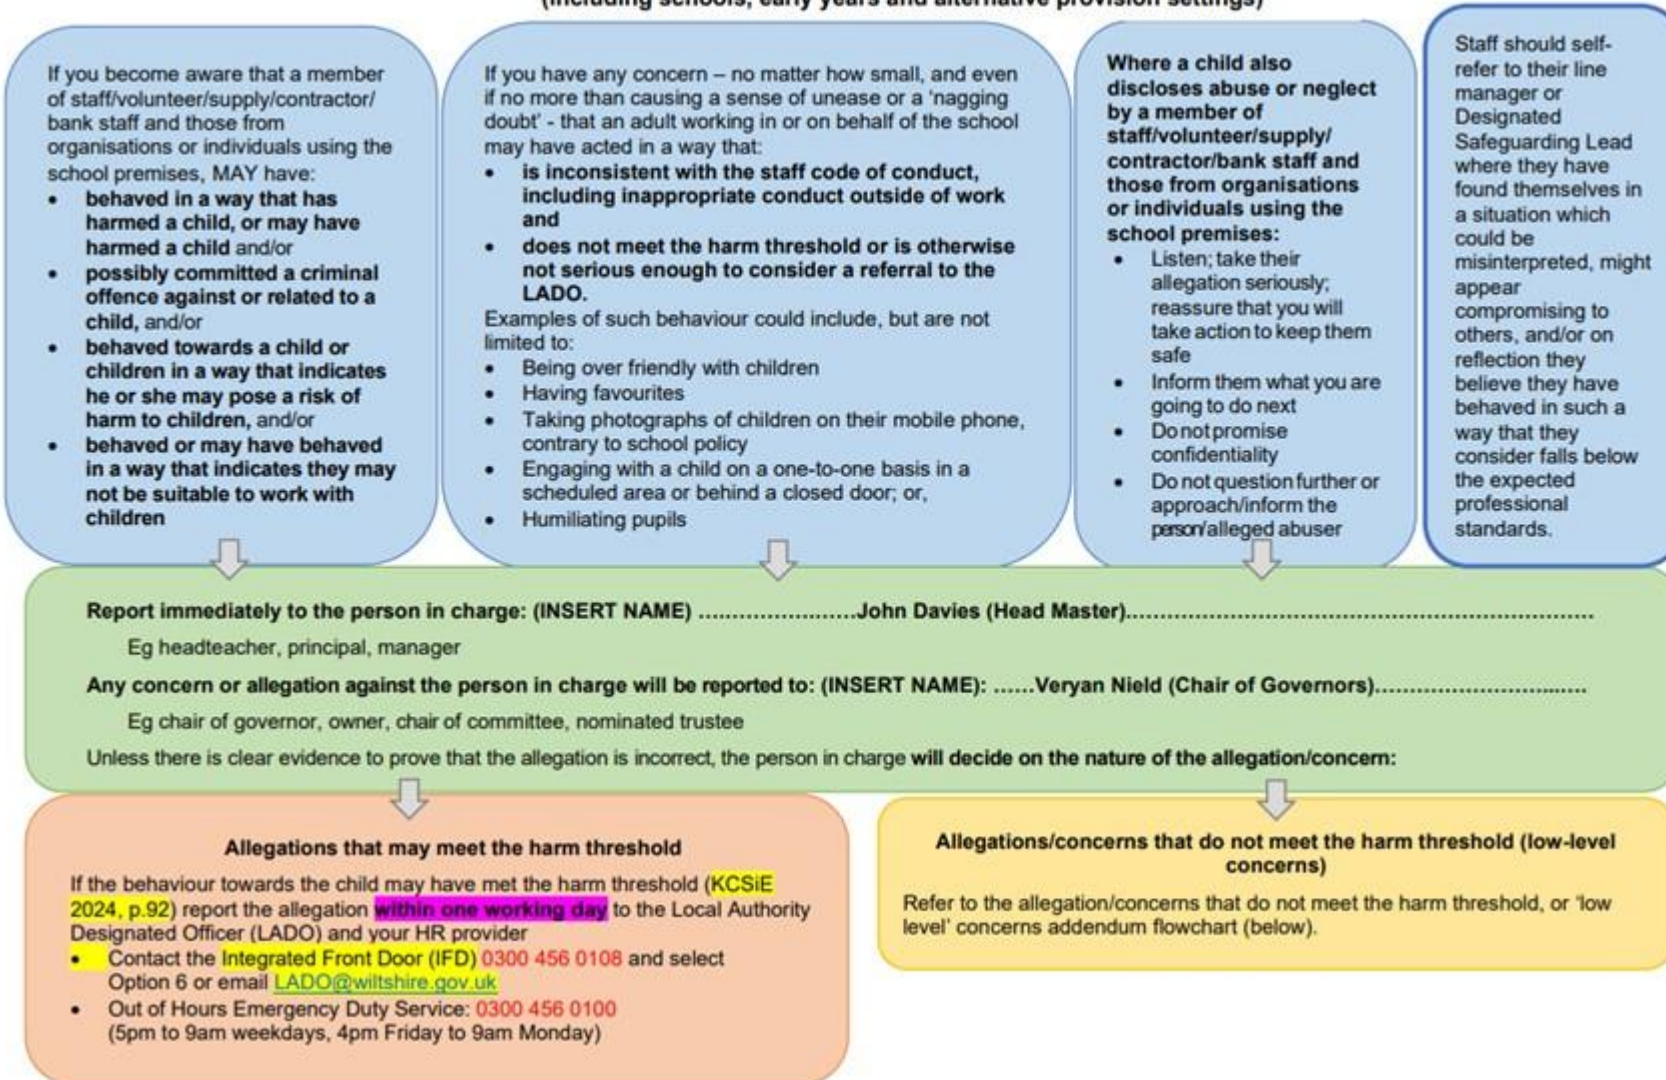 (including schools, early years and alternative provision settings)
If you become aware that a member
of staff/volunteer/supply/contractor/
bank staff and those from
organisations or individuals using the
school premises, MAY have:
• behaved in a way that has
harmed a child, or may have
harmed a child and/or
• possibly committed a criminal
offence against or related to a
child, and/or
• behaved towards a child or
children in a way that indicates
he or she may pose a risk of
harm to children, and/or
• behaved or may have behaved
in a way that indicates they may
not be suitable to work with
children
If you have any concern – no matter how small, and even
if no more than causing a sense of unease or a 'nagging
doubt' - that an adult working in or on behalf of the school
may have acted in a way that:
• is inconsistent with the staff code of conduct,
including inappropriate conduct outside of work
and
• does not meet the harm threshold or is otherwise
not serious enough to consider a referral to the
LADO.
Examples of such behaviour could include, but are not
limited to:
• Being over friendly with children
• Having favourites
• Taking photographs of children on their mobile phone,
contrary to school policy
• Engaging with a child on a one-to-one basis in a
scheduled area or behind a closed door; or,
• Humiliating pupils
Where a child also
discloses abuse or neglect
by a member of
staff/volunteer/supply/
contractor/bank staff and
those from organisations
or individuals using the
school premises:
• Listen; take their
allegation seriously;
reassure that you will
take action to keep them
safe
• Inform them what you are
going to do next
• Do not promise
confidentiality
• Do not question further or
approach/inform the
person/alleged abuser
Staff should self-
refer to their line
manager or
Designated
Safeguarding Lead
where they have
found themselves in
a situation which
could be
misinterpreted, might
appear
compromising to
others, and/or on
reflection they
believe they have
behaved in such a
way that they
consider falls below
the expected
professional
standards.
Report immediately to the person in charge: (INSERT NAME) ........................John Davies (Head Master)......................................................................
Eg headteacher, principal, manager
Any concern or allegation against the person in charge will be reported to: (INSERT NAME): ......Veryan Nield (Chair of Governors)................................
Eg chair of governor, owner, chair of committee, nominated trustee
Unless there is clear evidence to prove that the allegation is incorrect, the person in charge will decide on the nature of the allegation/concern:
Allegations that may meet the harm threshold
If the behaviour towards the child may have met the harm threshold (KCSiE
2024, p.92) report the allegation within one working day to the Local Authority
Designated Officer (LADO) and your HR provider
• Contact the Integrated Front Door (IFD) 0300 456 0108 and select
Option 6 or email LADO@wiltshire.gov.uk
• Out of Hours Emergency Duty Service: 0300 456 0100
(5pm to 9am weekdays, 4pm Friday to 9am Monday)
Allegations/concerns that do not meet the harm threshold (low-level
concerns)
Refer to the allegation/concerns that do not meet the harm threshold, or 'low
level' concerns addendum flowchart (below).